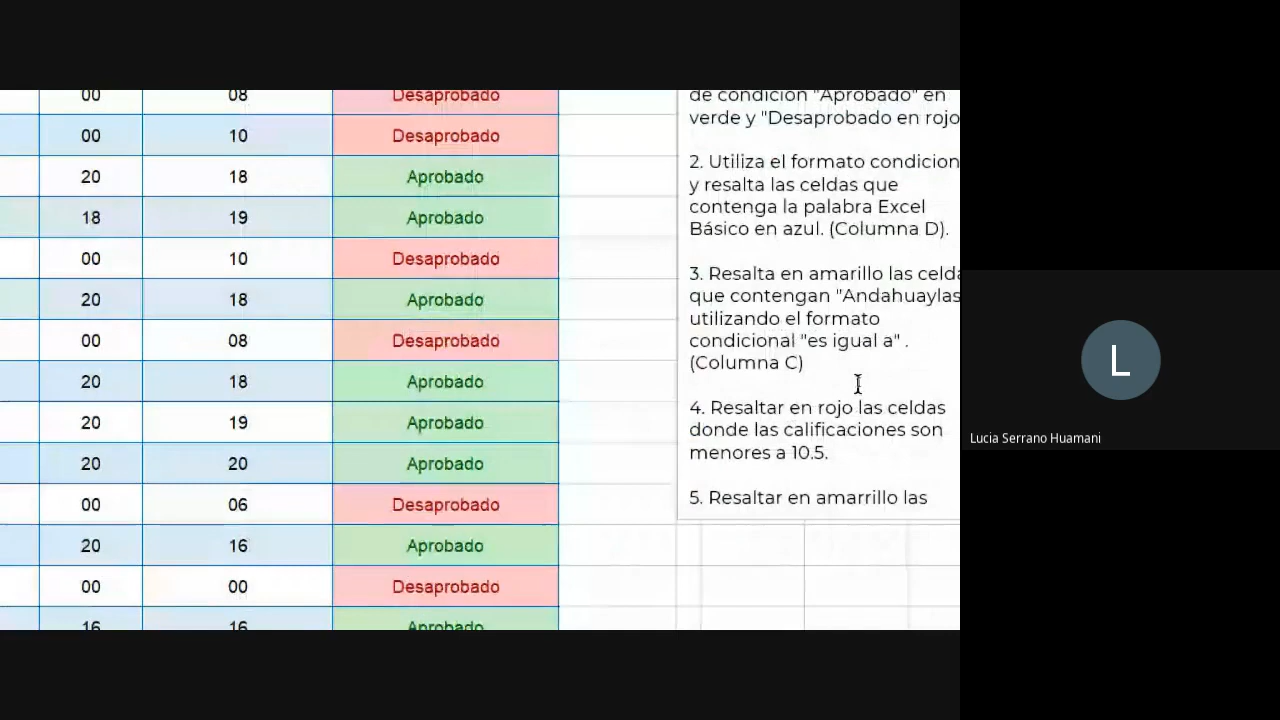 00 08 Desaprobado
00 10 Desaprobado
20 18 Aprobado
18 19 Aprobado
00 10 Desaprobado
20 18 Aprobado
00 08 Desaprobado
20 18 Aprobado
20 19 Aprobado
20 20 Aprobado
00 06 Desaprobado
20 16 Aprobado
00 00 Desaprobado
16 16 Aprobado
de condición "Aprobado" en
verde y "Desaprobado en rojo
2. Utiliza el formato condicion
y resalta las celdas que
contenga la palabra Excel
Básico en azul. (Columna D).
3. Resalta en amarillo las celda
que contengan "Andahuaylas
utilizando el formato
condicional "es igual a" .
(Columna C)
4. Resaltar en rojo las celdas
donde las calificaciones son
menores a 10.5.
5. Resaltar en amarrillo las
L
Lucia Serrano Huamani